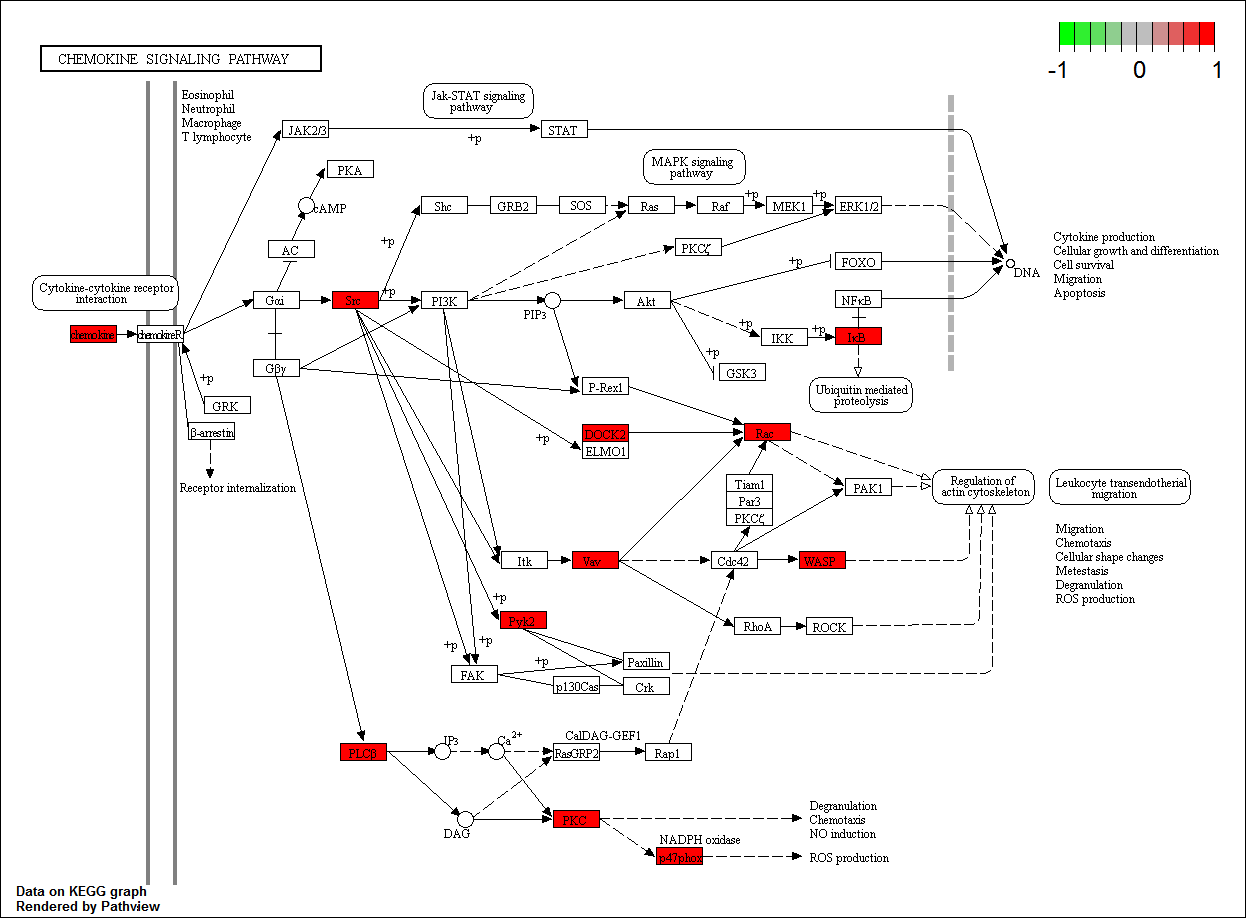 CHEMOKINE SIGNALING PATHWAY
-1 0 1
Eosinophil
Neutrophil
Macrophage
T lymphocyte
Jak-STAT signaling
pathway
JAK2/3
+p
STAT
PKA
cAMP
AC
MAPK signaling
pathway
Shc
GRB2
SOS
Ras
Raf
+p
MEK1
+p
ERK1/2
+p
PKCζ
+p
FOXO
Cytokine production
Cellular growth and differentiation
Cell survival
Migration
Apoptosis
DNA
Cytokine-cytokine receptor
interaction
chemokine
chemokineR
Gαi
Src
+p
PI3K
PIP3
Akt
NFκB
+p
IKK
+p
IκB
+p
GSK3
Gβγ
+p
GRK
β-arrestin
Receptor internalization
P-Rex1
Ubiquitin mediated
proteolysis
+p
DOCK2
ELMO1
Rac
Tiam1
Par3
PKCζ
PAK1
Regulation of
actin cytoskeleton
Leukocyte transendotherial
migration
Migration
Chemotaxis
Cellular shape changes
Metastasis
Degranulation
ROS production
Itk
Vav
Cdc42
WASP
+p
Pyk2
RhoA
ROCK
+p
+p
FAK
+p
Paxillin
p130Cas
Crk
PLCβ
IP3
Ca2+
CalDAG-GEF1
RasGRP2
Rap1
DAG
PKC
Degranulation
Chemotaxis
NO induction
NADPH oxidase
p47phox
ROS production
Data on KEGG graph
Rendered by Pathview